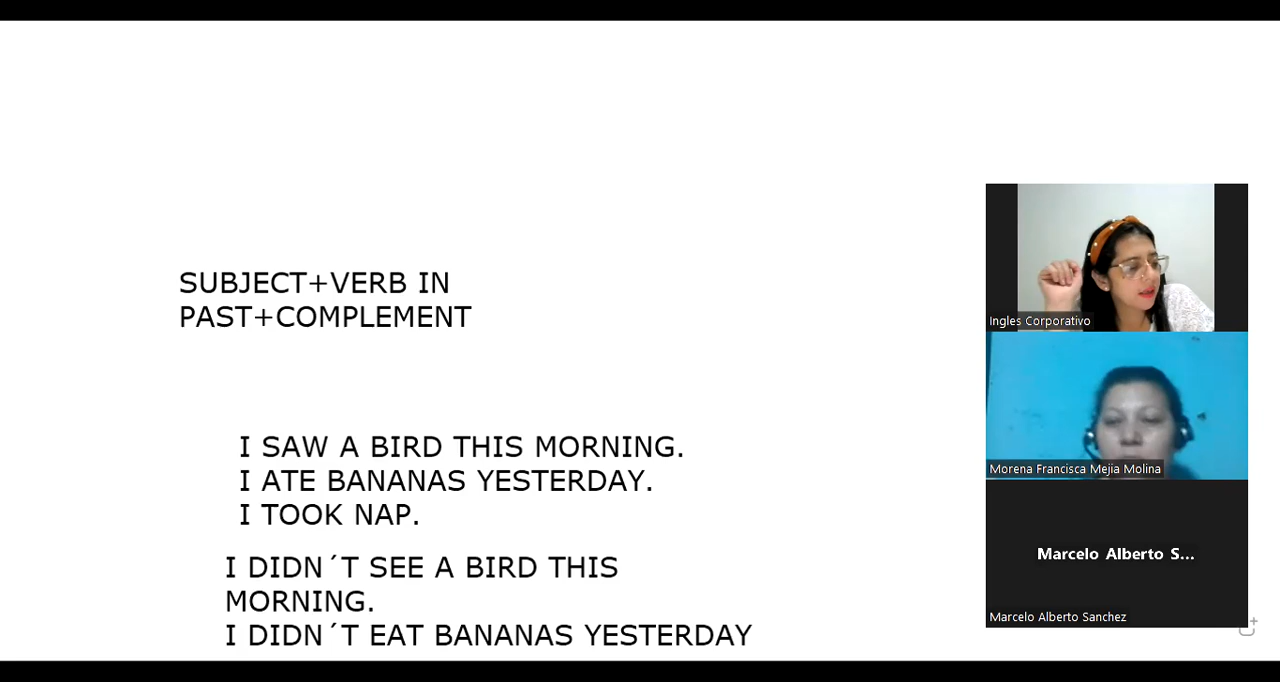 SUBJECT+VERB IN
PAST+COMPLEMENT
I SAW A BIRD THIS MORNING.
I ATE BANANAS YESTERDAY.
I TOOK NAP.
I DIDN´T SEE A BIRD THIS
MORNING.
I DIDN´T EAT BANANAS YESTERDAY
Ingles Corporativo
Morena Francisca Mejia Molina
Marcelo Alberto S...
Marcelo Alberto Sanchez